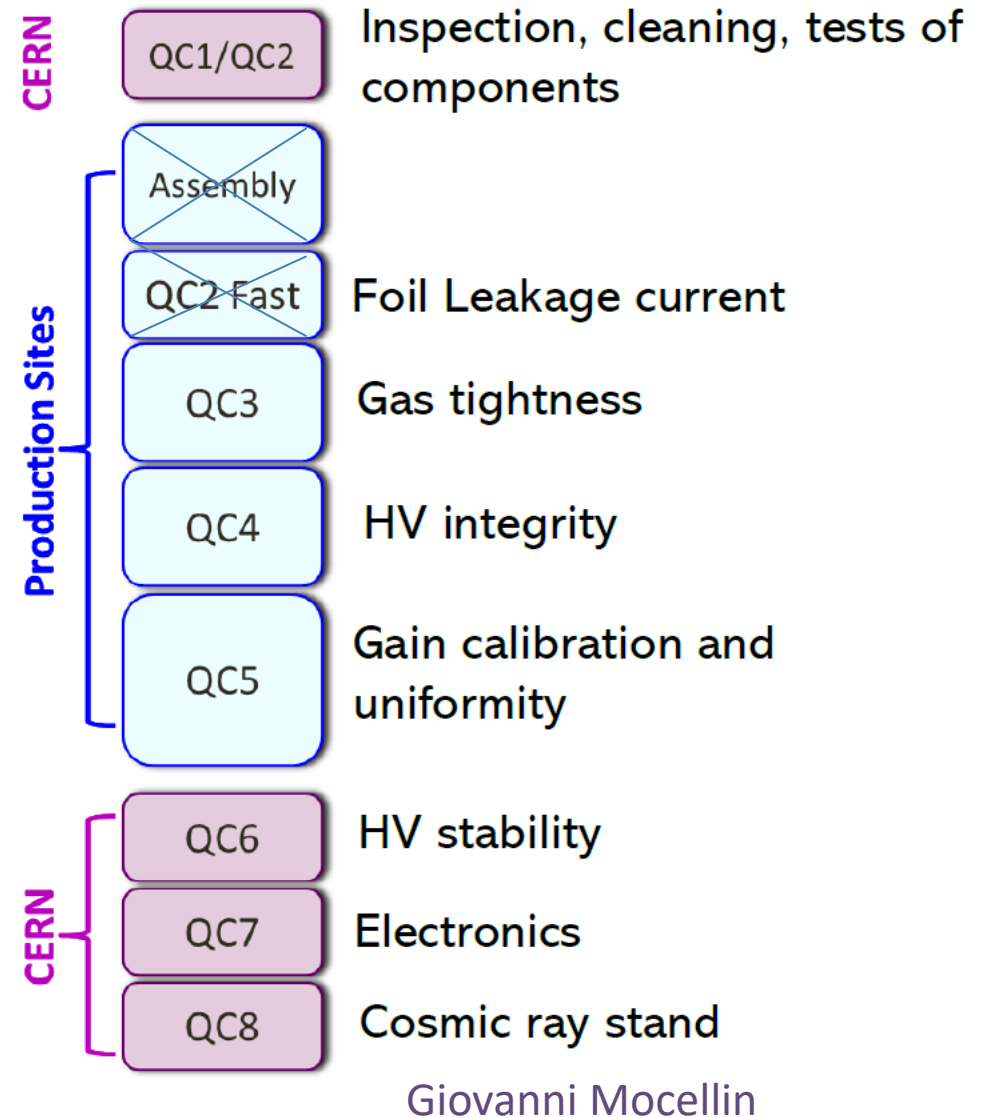 CERN
QC1/QC2
Inspection, cleaning, tests of
components
Production Sites
Assembly
QC2 Fast
Foil Leakage current
QC3
Gas tightness
QC4
HV integrity
QC5
Gain calibration and
uniformity
CERN
QC6
HV stability
QC7
Electronics
QC8
Cosmic ray stand
Giovanni Mocellin